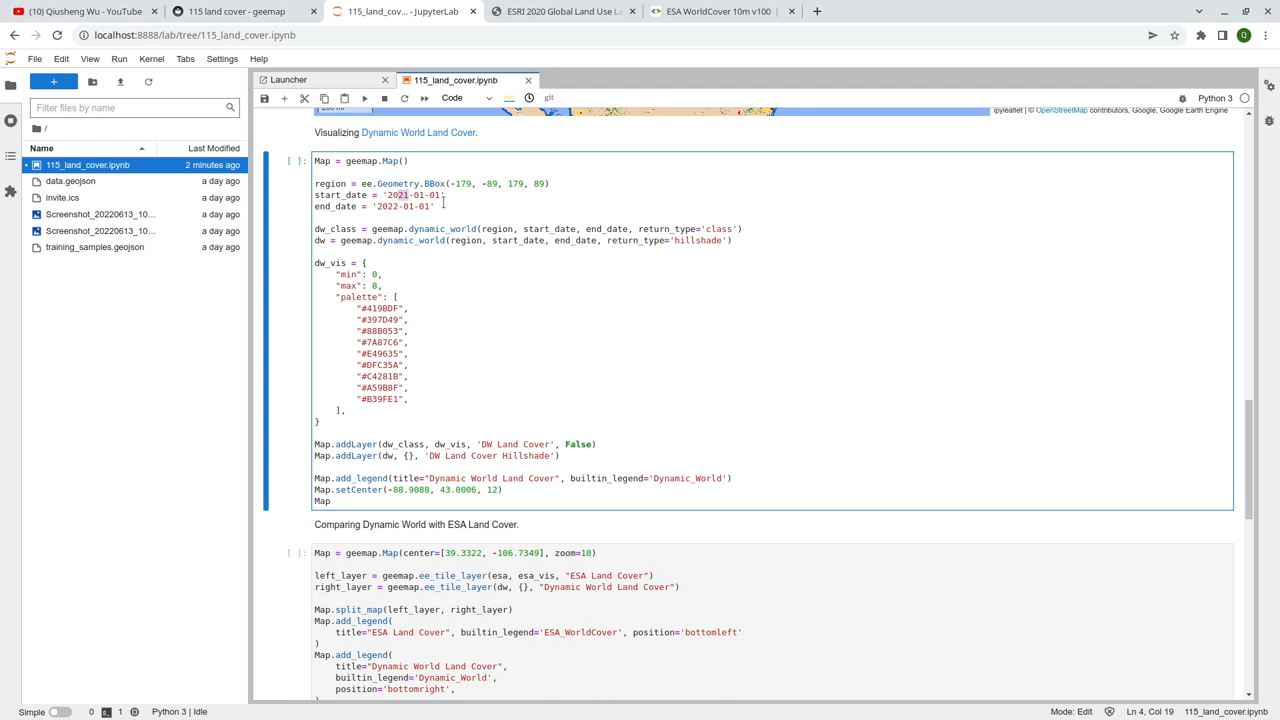 (10) Qiusheng Wu - YouTube
115 land cover - geemap
115_land_cov... - JupyterLab
ESRI 2020 Global Land Use L
ESA WorldCover 10m v100
localhost:8888/lab/tree/115_land_cover.ipynb
Q
File Edit View Run Kernel Tabs Settings Help
Launcher
115_land_cover.ipynb
Code
git
Python 3
Filter files by name
/
Name
Last Modified
115_land_cover.ipynb 2 minutes ago
data.geojson a day ago
invite.ics a day ago
Screenshot_20220613_10... a day ago
Screenshot_20220613_10... a day ago
training_samples.geojson a day ago
ipyleaflet | © OpenStreetMap contributors, Google, Google Earth Engine
Visualizing Dynamic World Land Cover.
[ ]: Map = geemap.Map()
region = ee.Geometry.BBox(-179, -89, 179, 89)
start_date = '2021-01-01'
end_date = '2022-01-01'
dw_class = geemap.dynamic_world(region, start_date, end_date, return_type='class')
dw = geemap.dynamic_world(region, start_date, end_date, return_type='hillshade')
dw_vis = {
"min": 0,
"max": 8,
"palette": [
"#419BDF",
"#397D49",
"#88B053",
"#7A87C6",
"#E49635",
"#DFC35A",
"#C4281B",
"#A59B8F",
"#B39FE1",
],
}
Map.addLayer(dw_class, dw_vis, 'DW Land Cover', False)
Map.addLayer(dw, {}, 'DW Land Cover Hillshade')
Map.add_legend(title="Dynamic World Land Cover", builtin_legend='Dynamic_World')
Map.setCenter(-88.9088, 43.0006, 12)
Map
Comparing Dynamic World with ESA Land Cover.
[ ]: Map = geemap.Map(center=[39.3322, -106.7349], zoom=10)
left_layer = geemap.ee_tile_layer(esa, esa_vis, "ESA Land Cover")
right_layer = geemap.ee_tile_layer(dw, {}, "Dynamic World Land Cover")
Map.split_map(left_layer, right_layer)
Map.add_legend(
title="ESA Land Cover", builtin_legend='ESA_WorldCover', position='bottomleft'
)
Map.add_legend(
title="Dynamic World Land Cover",
builtin_legend='Dynamic_World',
position='bottomright',
Simple 0 1 Python 3 | Idle
Mode: Edit Ln 4, Col 19 115_land_cover.ipynb